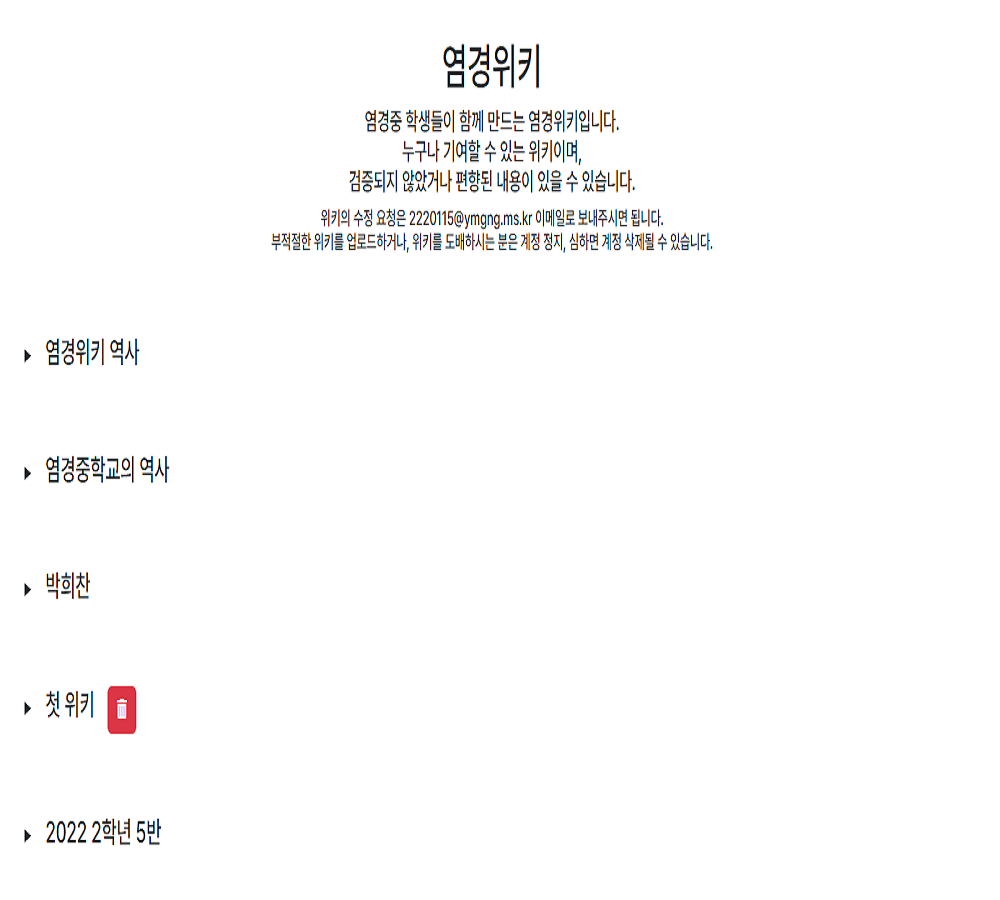 염경위키
염경중 학생들이 함께 만드는 염경위키입니다.
누구나 기여할 수 있는 위키이며,
검증되지 않았거나 편향된 내용이 있을 수 있습니다.
위키의 수정 요청은 2220115@ymgng.ms.kr 이메일로 보내주시면 됩니다.
부적절한 위키를 업로드하거나, 위키를 도배하시는 분은 계정 정지, 심하면 계정 삭제될 수 있습니다.
염경위키 역사
염경중학교의 역사
박희찬
첫 위키
2022 2학년 5반